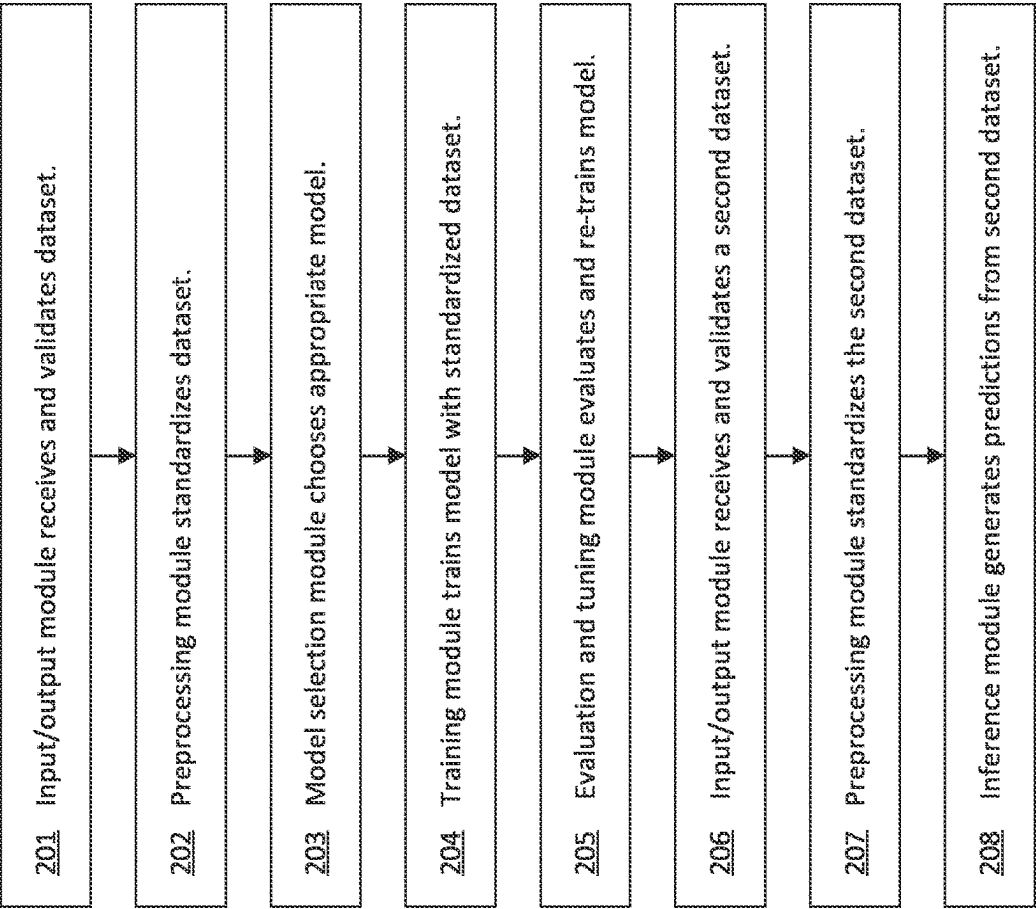 201 Input/output module receives and validates dataset.
202 Preprocessing module standardizes dataset.
203 Model selection module chooses appropriate model.
204 Training module trains model with standardized dataset.
205 Evaluation and tuning module evaluates and re-trains model.
206 Input/output module receives and validates a second dataset.
207 Preprocessing module standardizes the second dataset.
208 Inference module generates predictions from second dataset.